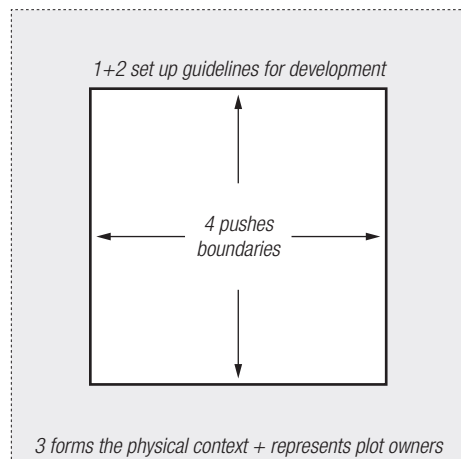 1+2 set up guidelines for development
4 pushes
boundaries
3 forms the physical context + represents plot owners